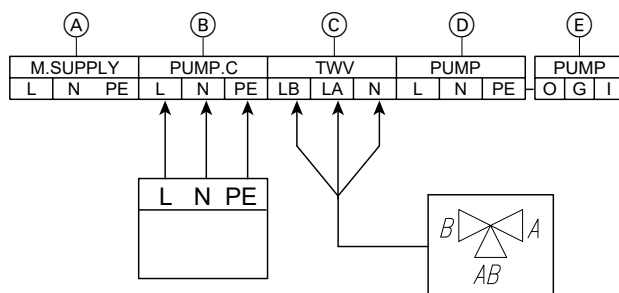 A B C D E
M.SUPPLY PUMP.C TWV PUMP PUMP
L N PE L N PE LB LA N L N PE O G I
L N PE
B A
AB